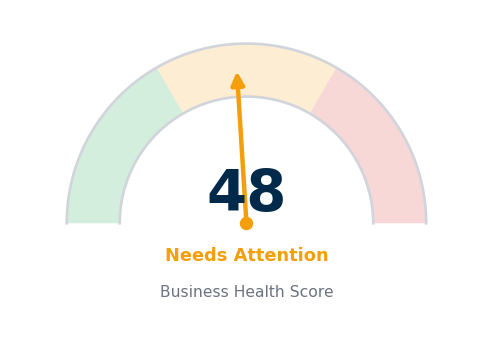 48
Needs Attention
Business Health Score